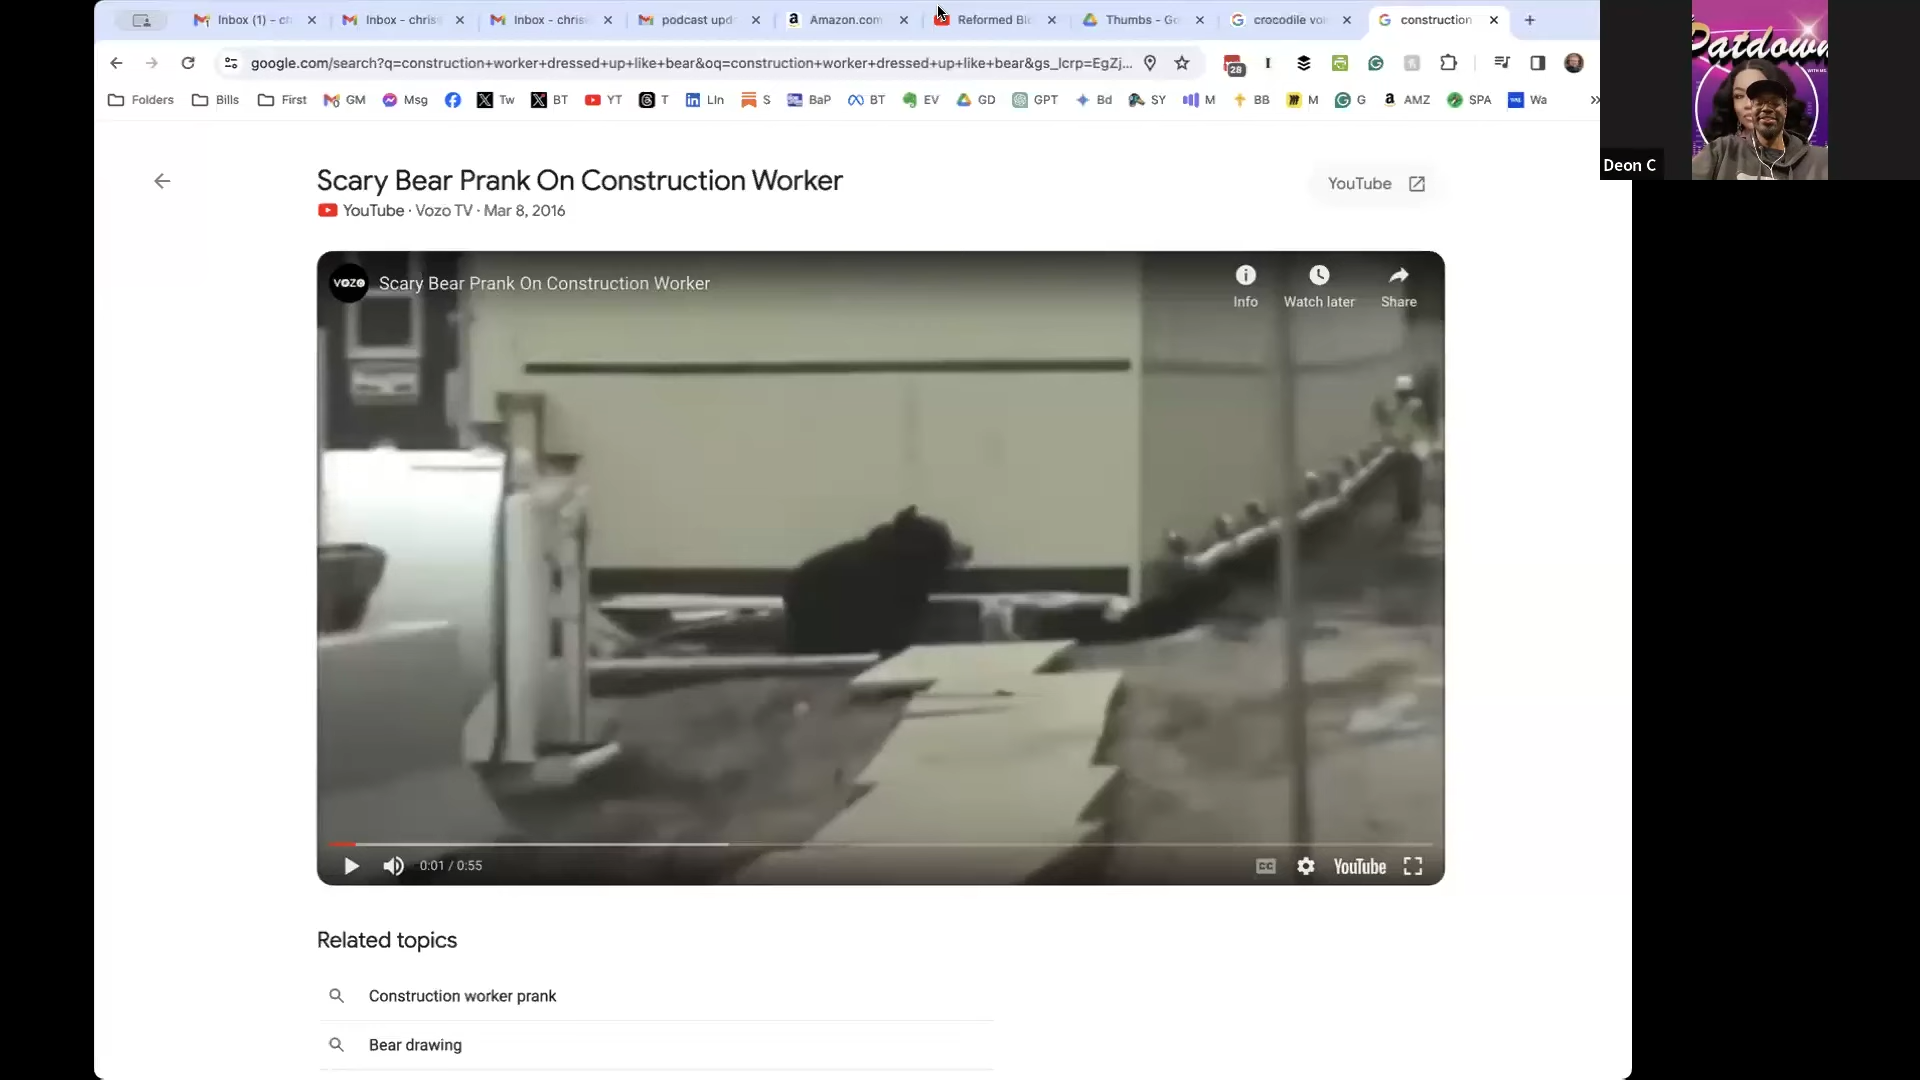 Inbox (1) - ch
Inbox - chris
Inbox - chris
podcast upd
Amazon.com
Reformed Bl
Thumbs - Go
crocodile voi
construction
google.com/search?q=construction+worker+dressed+up+like+bear&oq=construction+worker+dressed+up+like+bear&gs_lcrp=EgZj...
28
Folders Bills First GM Msg Tw BT YT T LIn S BaP BT EV GD GPT Bd SY M BB M G AMZ SPA Wa
Patdown
Deon C
Scary Bear Prank On Construction Worker
YouTube
YouTube · Vozo TV · Mar 8, 2016
VOZO
Scary Bear Prank On Construction Worker
Info
Watch later
Share
0:01 / 0:55
CC
YouTube
Related topics
Construction worker prank
Bear drawing